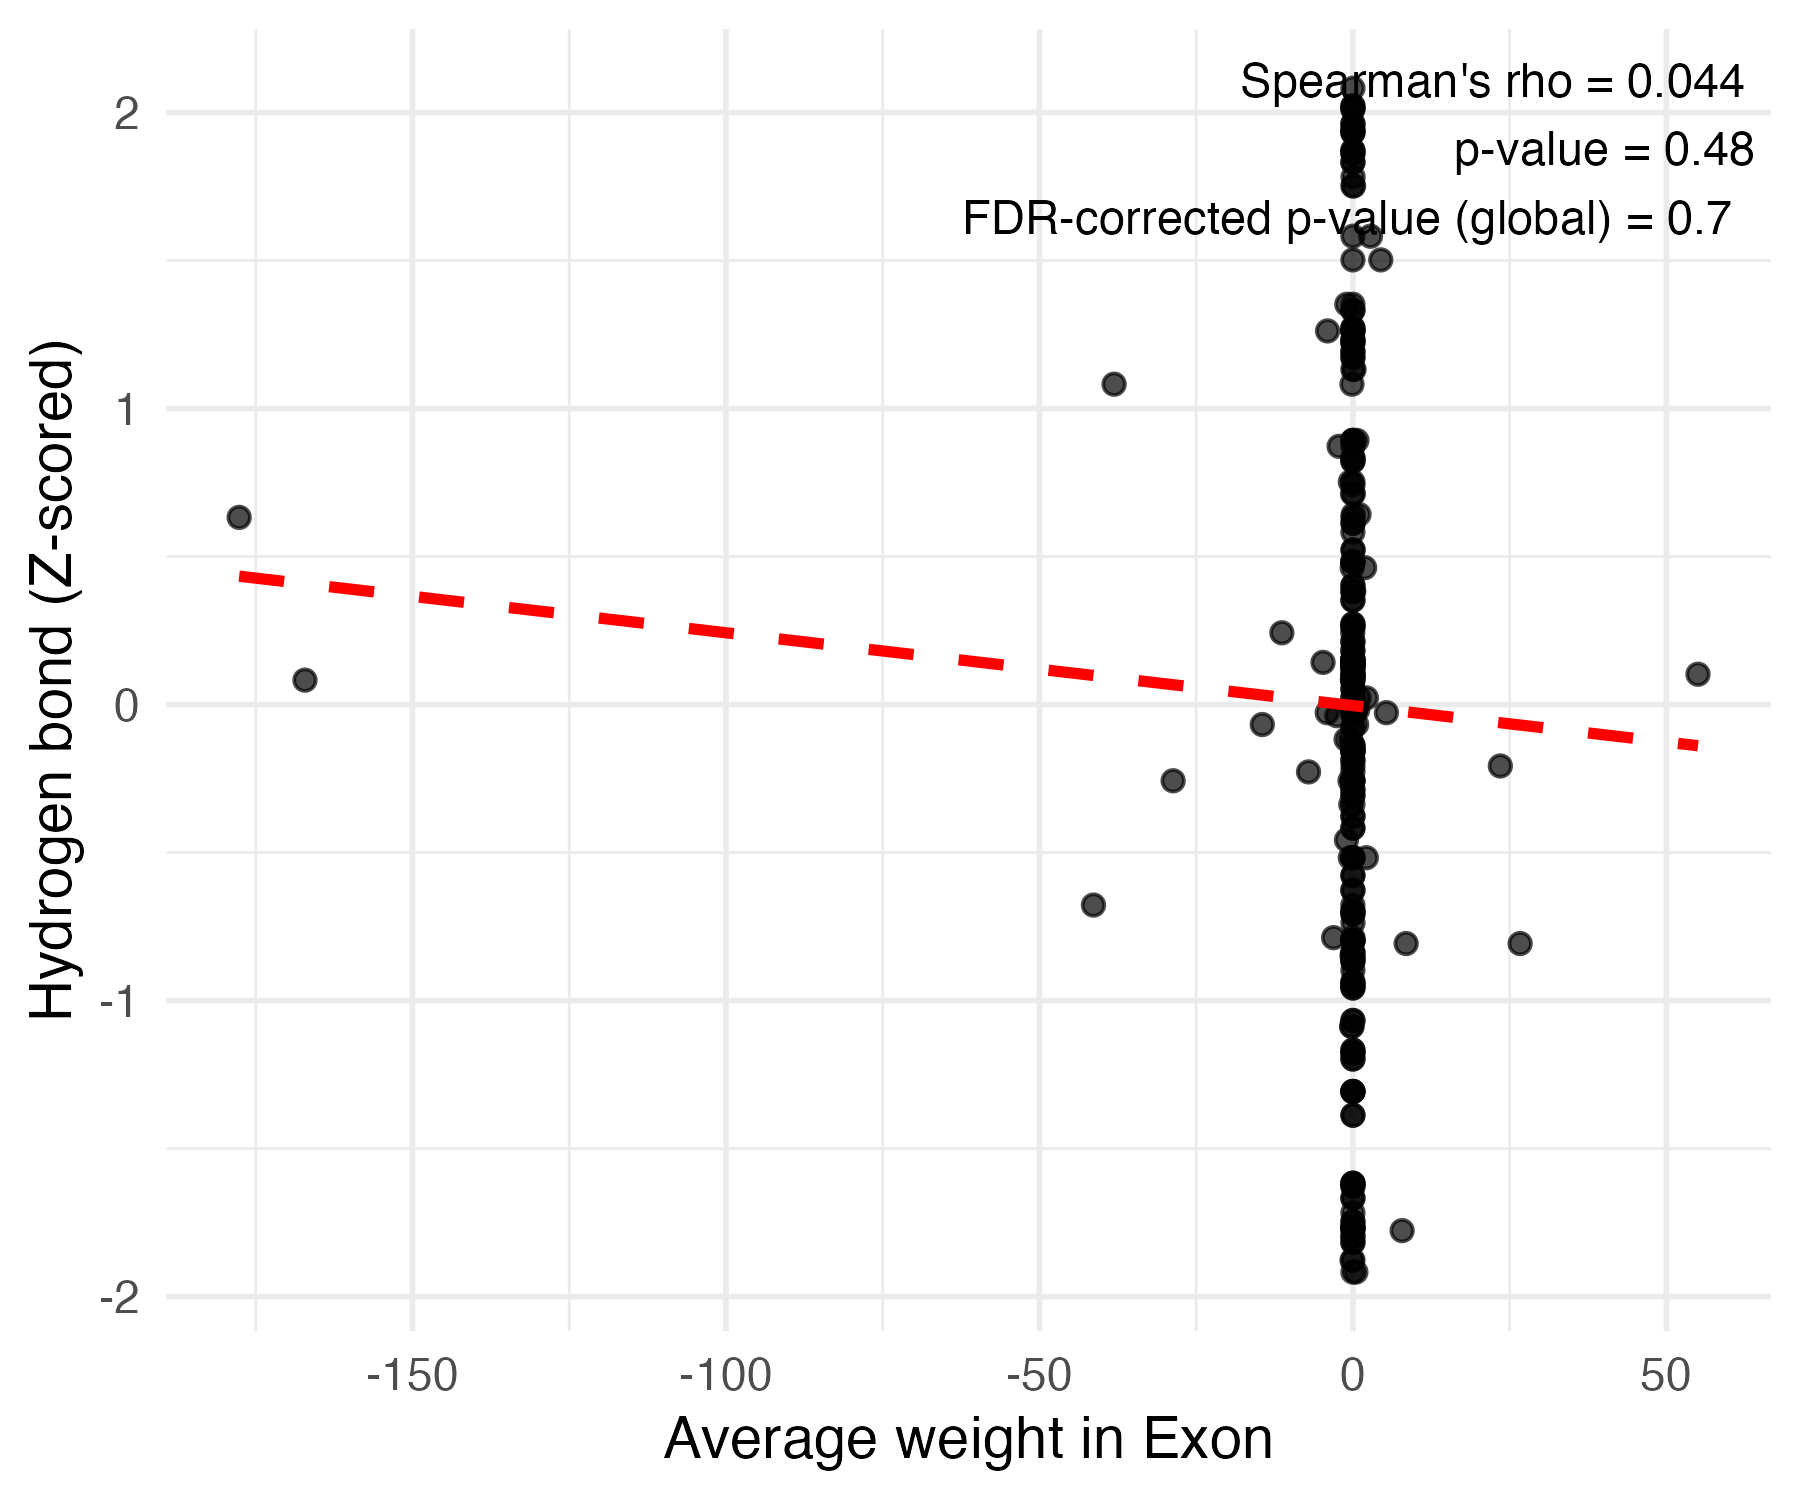 Spearman's rho = 0.044
p-value = 0.48
FDR-corrected p-value (global) = 0.7
Hydrogen bond (Z-scored)
2
1
0
-1
-2
-150
-100
-50
0
50
Average weight in Exon